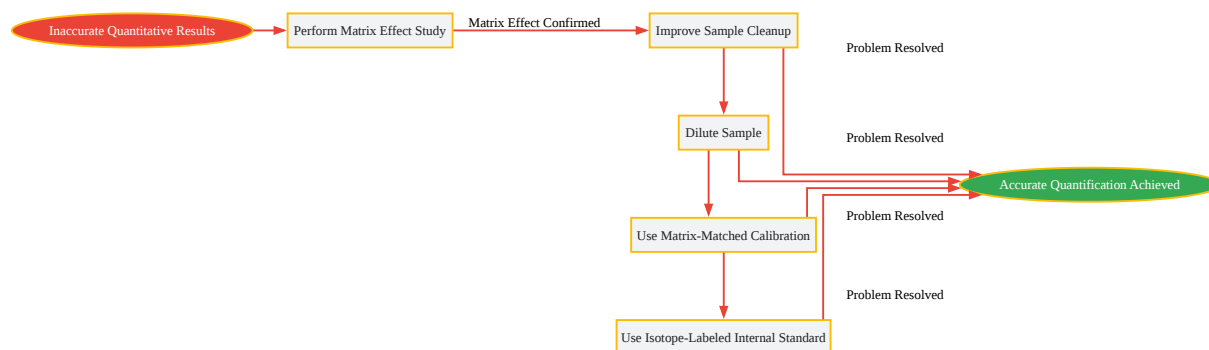 Inaccurate Quantitative Results
Perform Matrix Effect Study
Matrix Effect Confirmed
Improve Sample Cleanup
Problem Resolved
Dilute Sample
Problem Resolved
Accurate Quantification Achieved
Use Matrix-Matched Calibration
Problem Resolved
Problem Resolved
Use Isotope-Labeled Internal Standard